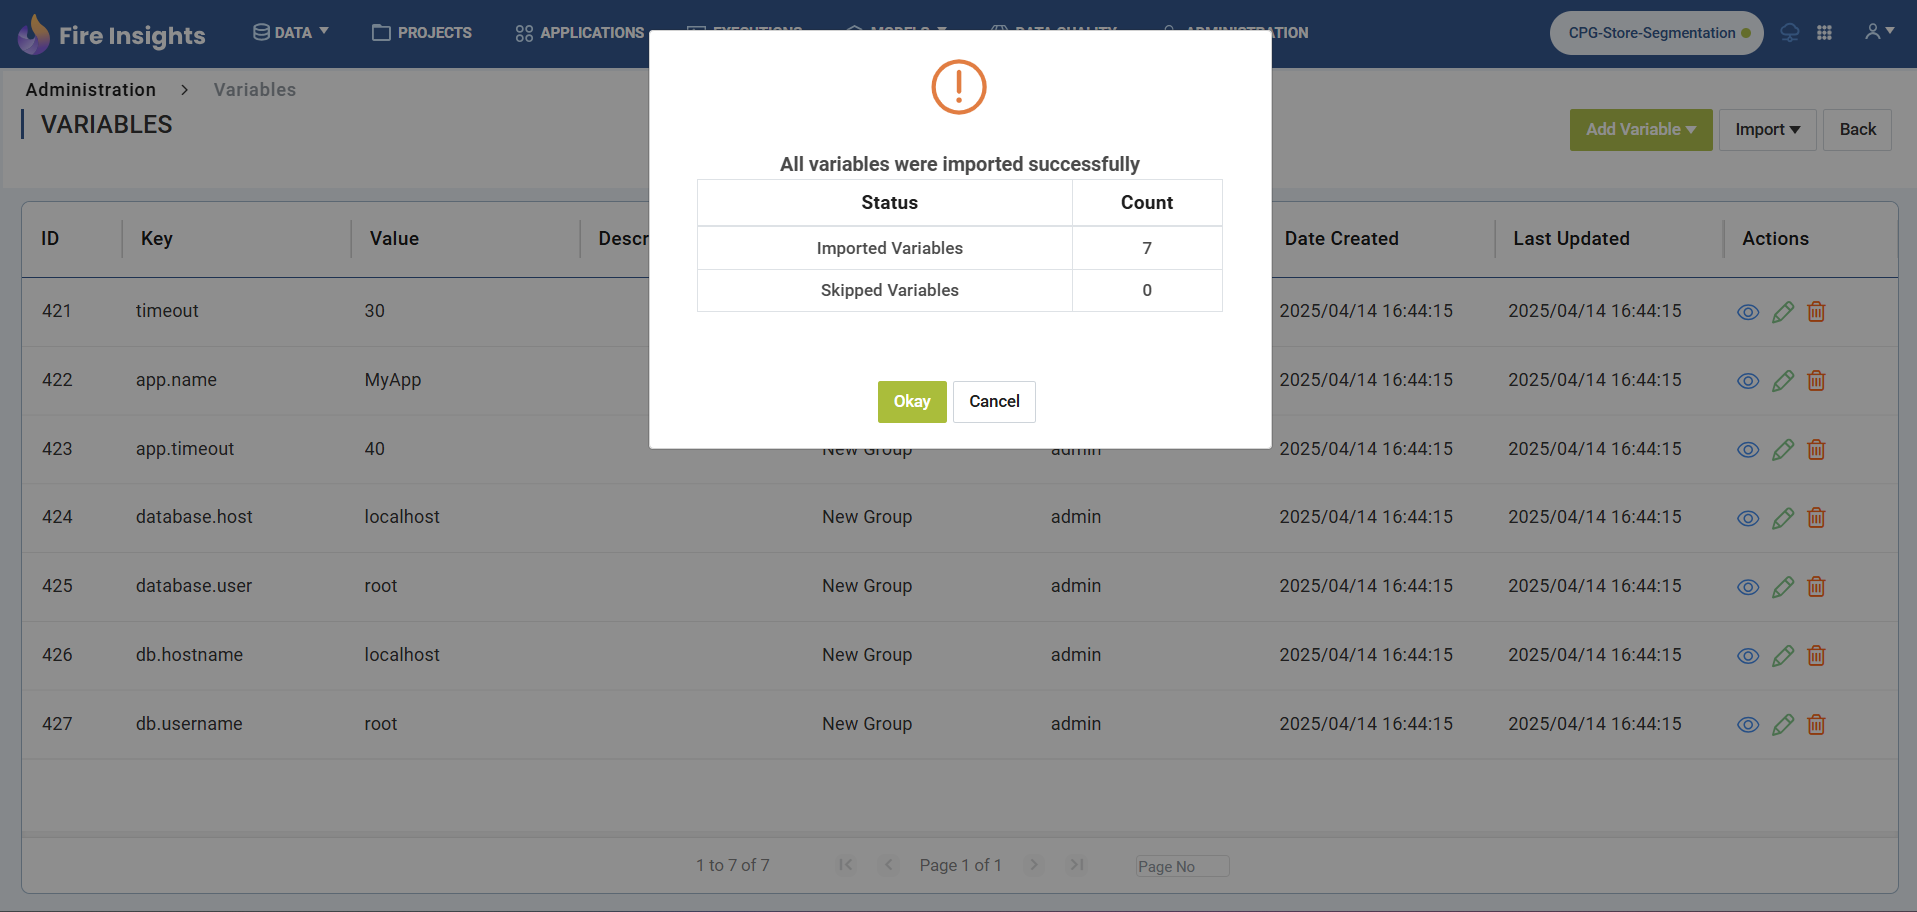 Fire Insights
DATA
PROJECTS
APPLICATIONS
EXECUTIONS
MODELS
DATA QUALITY
ADMINISTRATION
CPG-Store-Segmentation
Administration > Variables
VARIABLES
Add Variable
Import
Back
All variables were imported successfully
Status Count
Imported Variables 7
Skipped Variables 0
Okay
Cancel
ID Key Value Descr Date Created Last Updated Actions
421 timeout 30 2025/04/14 16:44:15 2025/04/14 16:44:15
422 app.name MyApp 2025/04/14 16:44:15 2025/04/14 16:44:15
423 app.timeout 40 New Group admin 2025/04/14 16:44:15 2025/04/14 16:44:15
424 database.host localhost New Group admin 2025/04/14 16:44:15 2025/04/14 16:44:15
425 database.user root New Group admin 2025/04/14 16:44:15 2025/04/14 16:44:15
426 db.hostname localhost New Group admin 2025/04/14 16:44:15 2025/04/14 16:44:15
427 db.username root New Group admin 2025/04/14 16:44:15 2025/04/14 16:44:15
1 to 7 of 7 Page 1 of 1 Page No